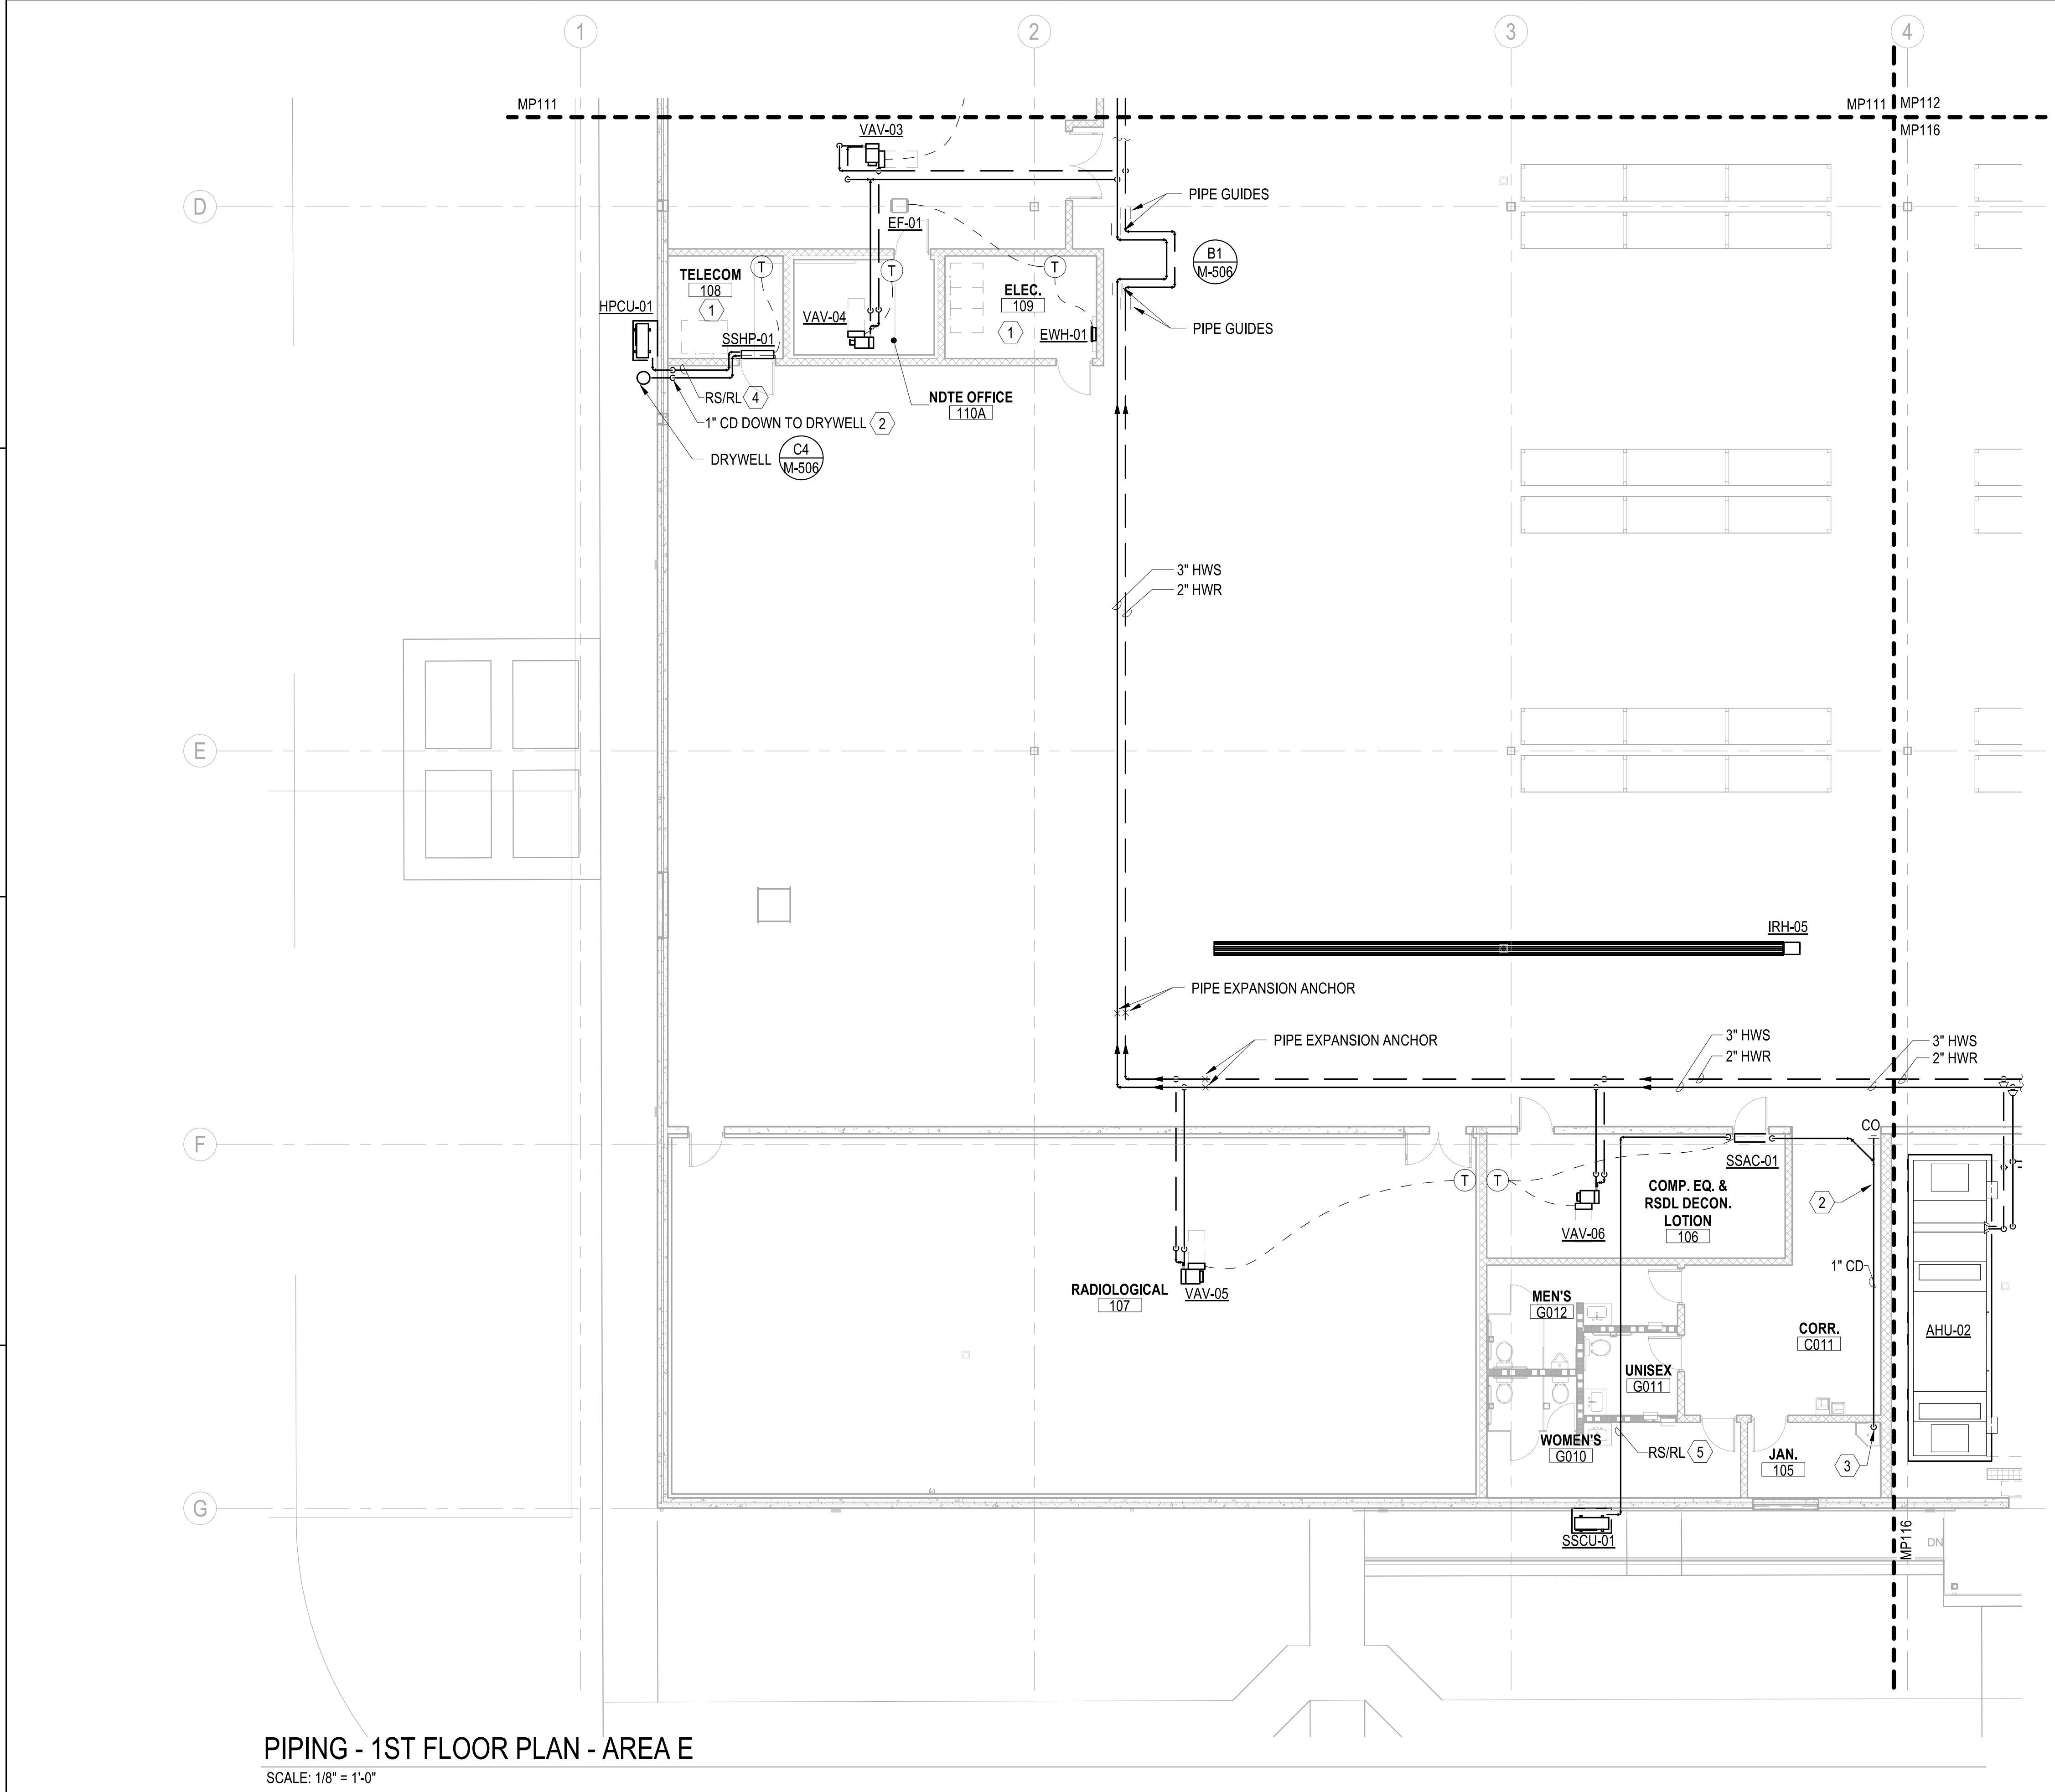 1
2
3
4
MP111
MP111
MP112
MP116
VAV-03
D
PIPE GUIDES
EF-01
B1
M-506
TELECOM
108
1
T
T
T
ELEC.
109
1
HPCU-01
VAV-04
SSHP-01
EWH-01
PIPE GUIDES
RS/RL
4
NDTE OFFICE
110A
1" CD DOWN TO DRYWELL
2
DRYWELL
C4
M-506
3" HWS
2" HWR
E
IRH-05
PIPE EXPANSION ANCHOR
PIPE EXPANSION ANCHOR
3" HWS
2" HWR
3" HWS
2" HWR
F
CO
SSAC-01
T
T
COMP. EQ. &
RSDL DECON.
LOTION
106
2
VAV-06
1" CD
RADIOLOGICAL
107
VAV-05
MEN'S
G012
CORR.
C011
AHU-02
UNISEX
G011
WOMEN'S
G010
RS/RL
5
JAN.
105
3
G
SSCU-01
MP116
DN
PIPING - 1ST FLOOR PLAN - AREA E
SCALE: 1/8" = 1'-0"